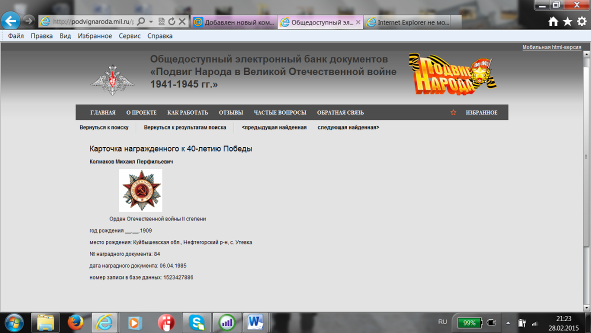 http://podvignaroda.mil.ru/
Добавлен новый ком...
Общедоступный эл...
Internet Explorer не мо...
Файл Правка Вид Избранное Сервис Справка
Мобильная html-версия
Общедоступный электронный банк документов
«Подвиг Народа в Великой Отечественной войне
1941-1945 гг.»
ПОДВИГ
НАРОДА
ГЛАВНАЯ О ПРОЕКТЕ КАК РАБОТАТЬ ОТЗЫВЫ ЧАСТЫЕ ВОПРОСЫ ОБРАТНАЯ СВЯЗЬ ИЗБРАННОЕ
Вернуться к поиску Вернуться к результатам поиска <предыдущая найденная следующая найденная>
Карточка награжденного к 40-летию Победы
Колмаков Михаил Перфильевич
Орден Отечественной войны II степени
год рождения __.__.1909
место рождения: Куйбышевская обл., Нефтегорский р-н, с. Утевка
№ наградного документа: 84
дата наградного документа: 06.04.1985
номер записи в базе данных: 1523427886
RU 99% 21:23
28.02.2015